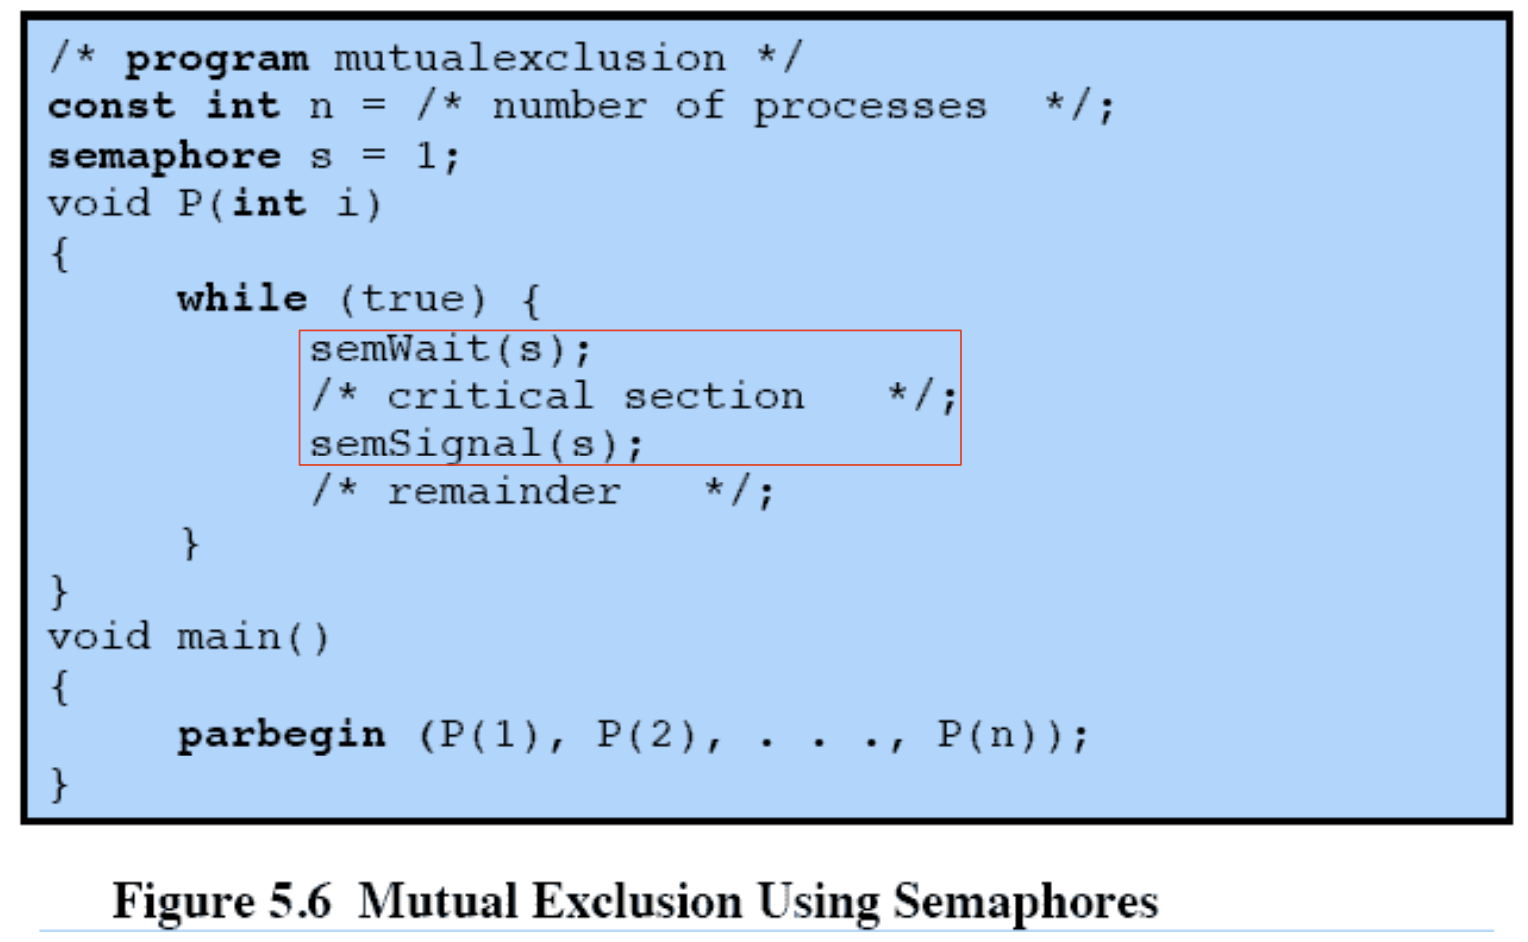 /* program mutualexclusion */
const int n = /* number of processes */;
semaphore s = 1;
void P(int i)
{
while (true) {
semWait(s);
/* critical section */;
semSignal(s);
/* remainder */;
}
}
void main()
{
parbegin (P(1), P(2), . . ., P(n));
}
Figure 5.6 Mutual Exclusion Using Semaphores